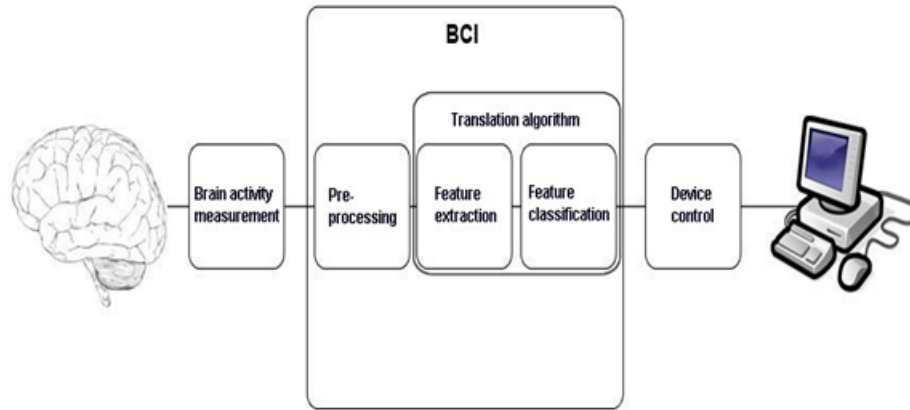 BCI
Translation algorithm
Brain activity
measurement
Pre-
processing
Feature
extraction
Feature
classification
Device
control